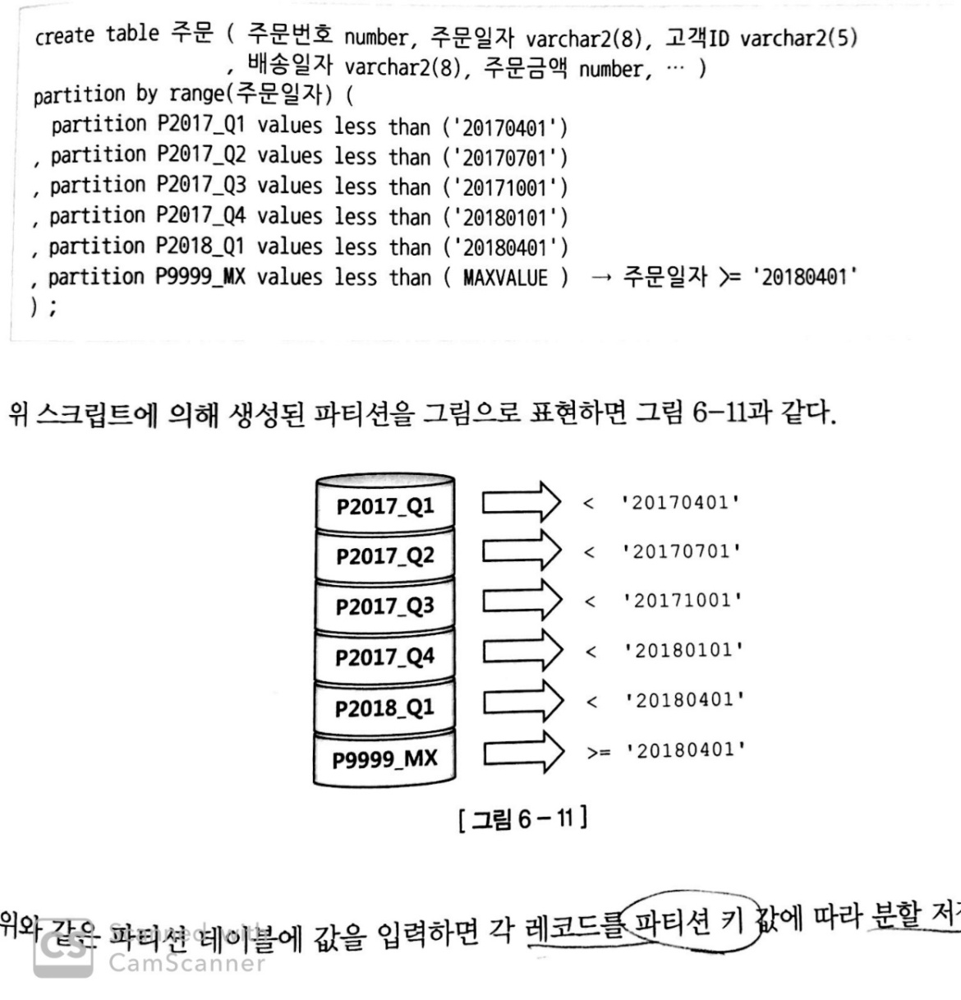 create table 주문 ( 주문번호 number, 주문일자 varchar2(8), 고객ID varchar2(5)
, 배송일자 varchar2(8), 주문금액 number, … )
partition by range(주문일자) (
partition P2017_Q1 values less than ('20170401')
, partition P2017_Q2 values less than ('20170701')
, partition P2017_Q3 values less than ('20171001')
, partition P2017_Q4 values less than ('20180101')
, partition P2018_Q1 values less than ('20180401')
, partition P9999_MX values less than ( MAXVALUE ) → 주문일자 >= '20180401'
) ;
위 스크립트에 의해 생성된 파티션을 그림으로 표현하면 그림 6-11과 같다.
P2017_Q1 < '20170401'
P2017_Q2 < '20170701'
P2017_Q3 < '20171001'
P2017_Q4 < '20180101'
P2018_Q1 < '20180401'
P9999_MX >= '20180401'
[ 그림 6 - 11 ]
위와 같은 파티션 테이블에 값을 입력하면 각 레코드를 파티션 키 값에 따라 분할
CS Scanned with
CamScanner